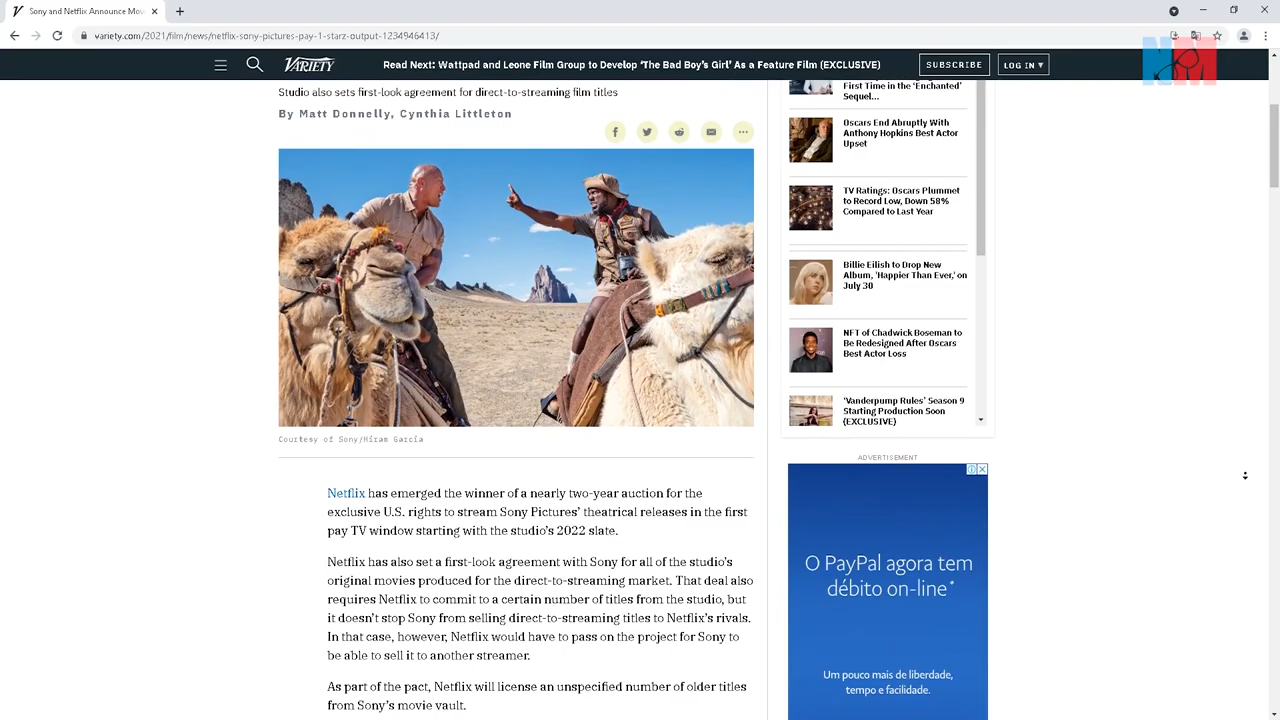 Studio and Netflix Announce Mov
variety.com/2021/film/news/netflix-sony-pictures-pay-1-starz-output-1234946413/
VARIETY
Read Next: Wattpad and Leone Film Group to Develop 'The Bad Boy's Girl' As a Feature Film (EXCLUSIVE)
SUBSCRIBE
LOG IN ▾
Studio also sets first-look agreement for direct-to-streaming film titles
By Matt Donnelly, Cynthia Littleton
Courtesy of Sony/Hiram Garcia
Netflix has emerged the winner of a nearly two-year auction for the
exclusive U.S. rights to stream Sony Pictures' theatrical releases in the first
pay TV window starting with the studio's 2022 slate.
Netflix has also set a first-look agreement with Sony for all of the studio's
original movies produced for the direct-to-streaming market. That deal also
requires Netflix to commit to a certain number of titles from the studio, but
it doesn't stop Sony from selling direct-to-streaming titles to Netflix's rivals.
In that case, however, Netflix would have to pass on the project for Sony to
be able to sell it to another streamer.
As part of the pact, Netflix will license an unspecified number of older titles
from Sony's movie vault.
First Time in the 'Enchanted'
Sequel...
Oscars End Abruptly With
Anthony Hopkins Best Actor
Upset
TV Ratings: Oscars Plummet
to Record Low, Down 58%
Compared to Last Year
Billie Eilish to Drop New
Album, 'Happier Than Ever,' on
July 30
NFT of Chadwick Boseman to
Be Redesigned After Oscars
Best Actor Loss
'Vanderpump Rules' Season 9
Starting Production Soon
(EXCLUSIVE)
ADVERTISEMENT
O PayPal agora tem
débito on-line*
Um pouco mais de liberdade,
tempo e facilidade.